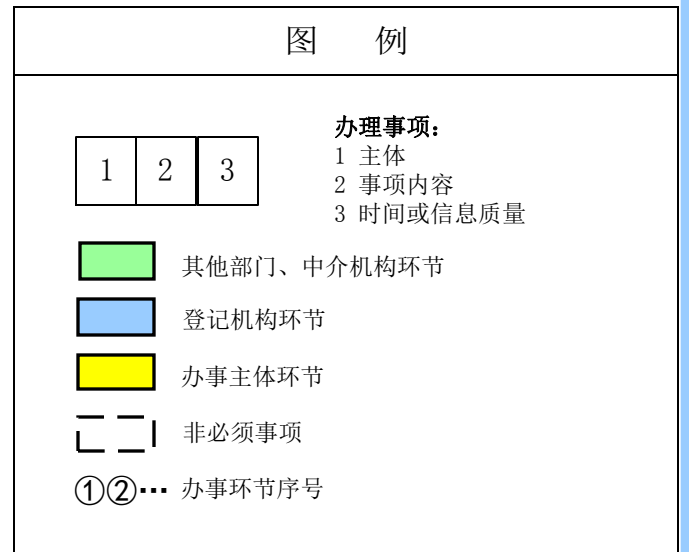 图 例
1 2 3
办理事项：
1 主体
2 事项内容
3 时间或信息质量
其他部门、中介机构环节
登记机构环节
办事主体环节
非必须事项
①②… 办事环节序号